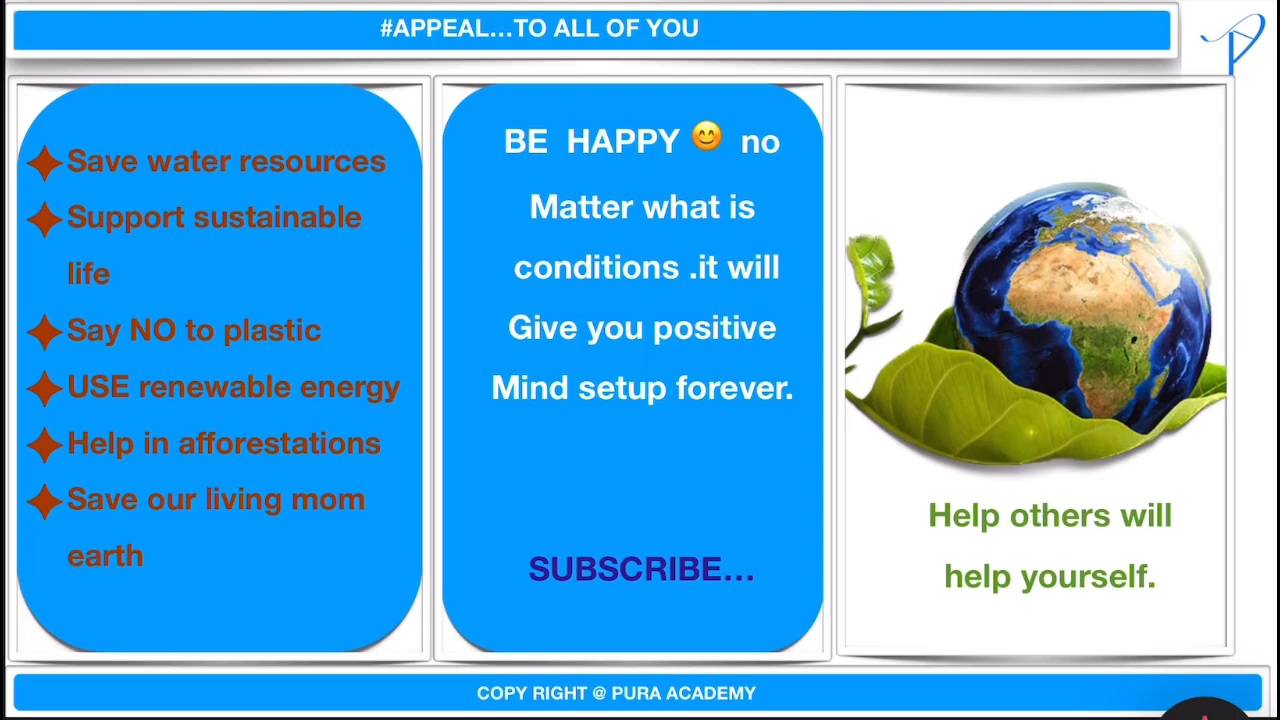 #APPEAL...TO ALL OF YOU
Save water resources
Support sustainable
life
Say NO to plastic
USE renewable energy
Help in afforestations
Save our living mom
earth
BE HAPPY 😊 no
Matter what is
conditions .it will
Give you positive
Mind setup forever.
SUBSCRIBE...
Help others will
help yourself.
COPY RIGHT @ PURA ACADEMY